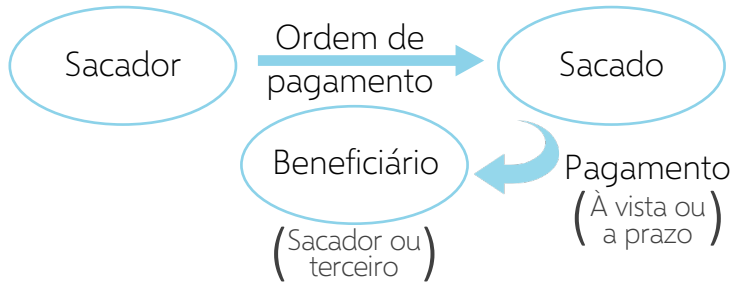 Sacador
Ordem de
pagamento
Sacado
Beneficiário
(Sacador ou
terceiro)
Pagamento
(À vista ou
a prazo)